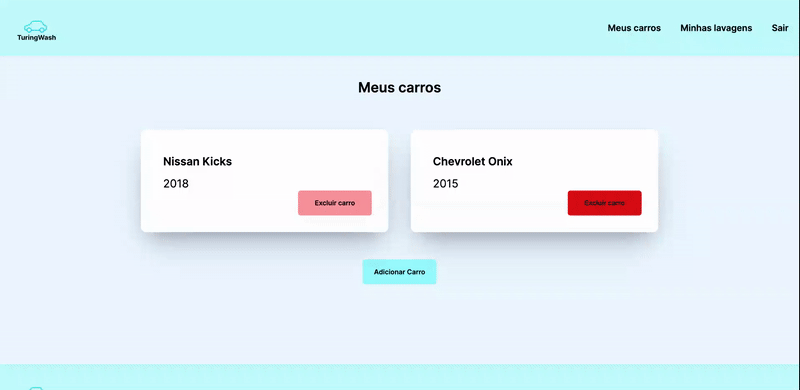 TuringWash
Meus carros
Minhas lavagens
Sair
Meus carros
Nissan Kicks
2018
Excluir carro
Chevrolet Onix
2015
Excluir carro
Adicionar Carro